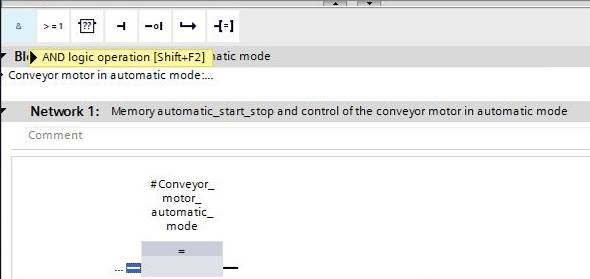 & >=1 ?? -| -o| -[=]
AND logic operation [Shift+F2]
Bl atic mode
Conveyor motor in automatic mode:...
Network 1: Memory automatic_start_stop and control of the conveyor motor in automatic mode
Comment
#Conveyor_
motor_
automatic_
mode
=
...